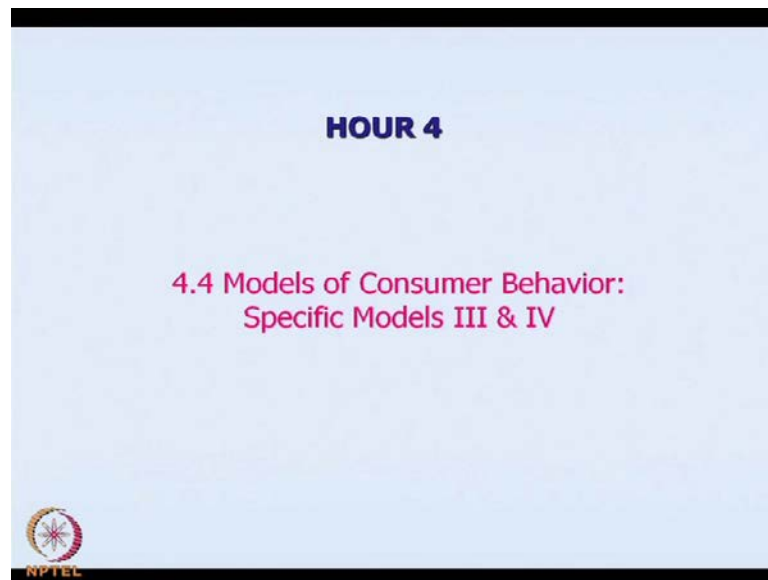 HOUR 4
4.4 Models of Consumer Behavior:
Specific Models III & IV
NPTEL